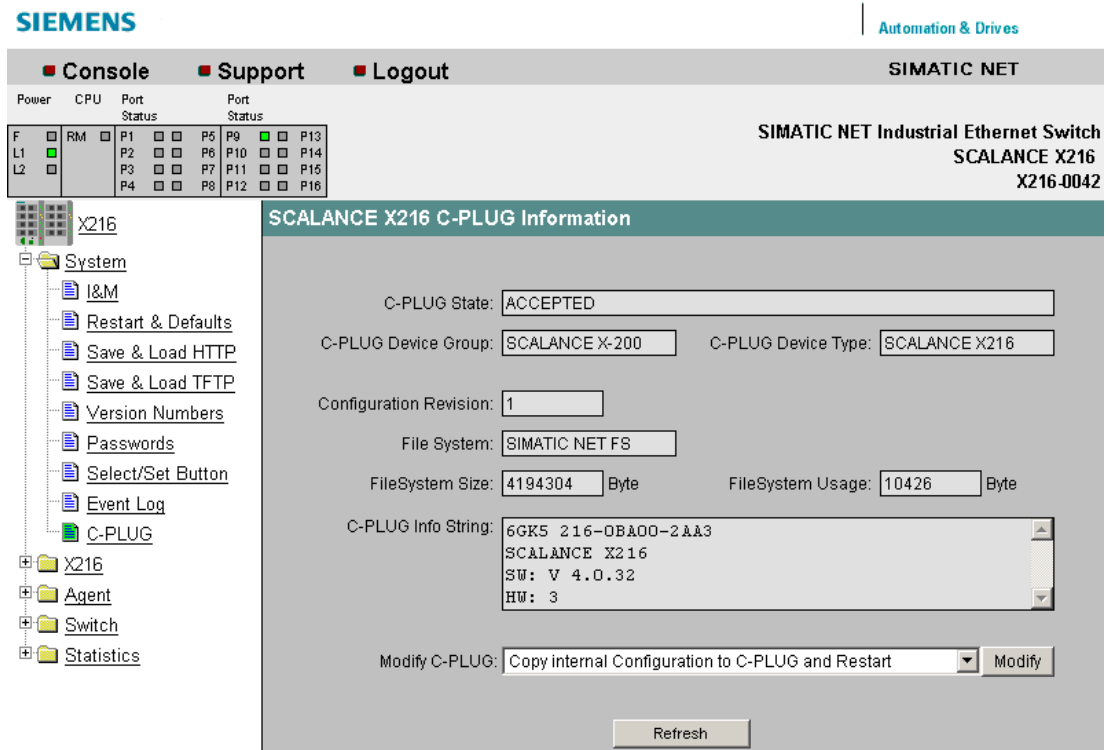 SIEMENS
Automation & Drives
Console Support Logout SIMATIC NET
Power CPU Port Status Port Status
F RM P1 P5 P9 P13
L1 P2 P6 P10 P14
L2 P3 P7 P11 P15
P4 P8 P12 P16
SIMATIC NET Industrial Ethernet Switch
SCALANCE X216
X216-0042
X216
System
I&M
Restart & Defaults
Save & Load HTTP
Save & Load TFTP
Version Numbers
Passwords
Select/Set Button
Event Log
C-PLUG
X216
Agent
Switch
Statistics
SCALANCE X216 C-PLUG Information
C-PLUG State: ACCEPTED
C-PLUG Device Group: SCALANCE X-200 C-PLUG Device Type: SCALANCE X216
Configuration Revision: 1
File System: SIMATIC NET FS
FileSystem Size: 4194304 Byte FileSystem Usage: 10426 Byte
C-PLUG Info String: 6GK5 216-0BA00-2AA3
SCALANCE X216
SW: V 4.0.32
HW: 3
Modify C-PLUG: Copy internal Configuration to C-PLUG and Restart Modify
Refresh